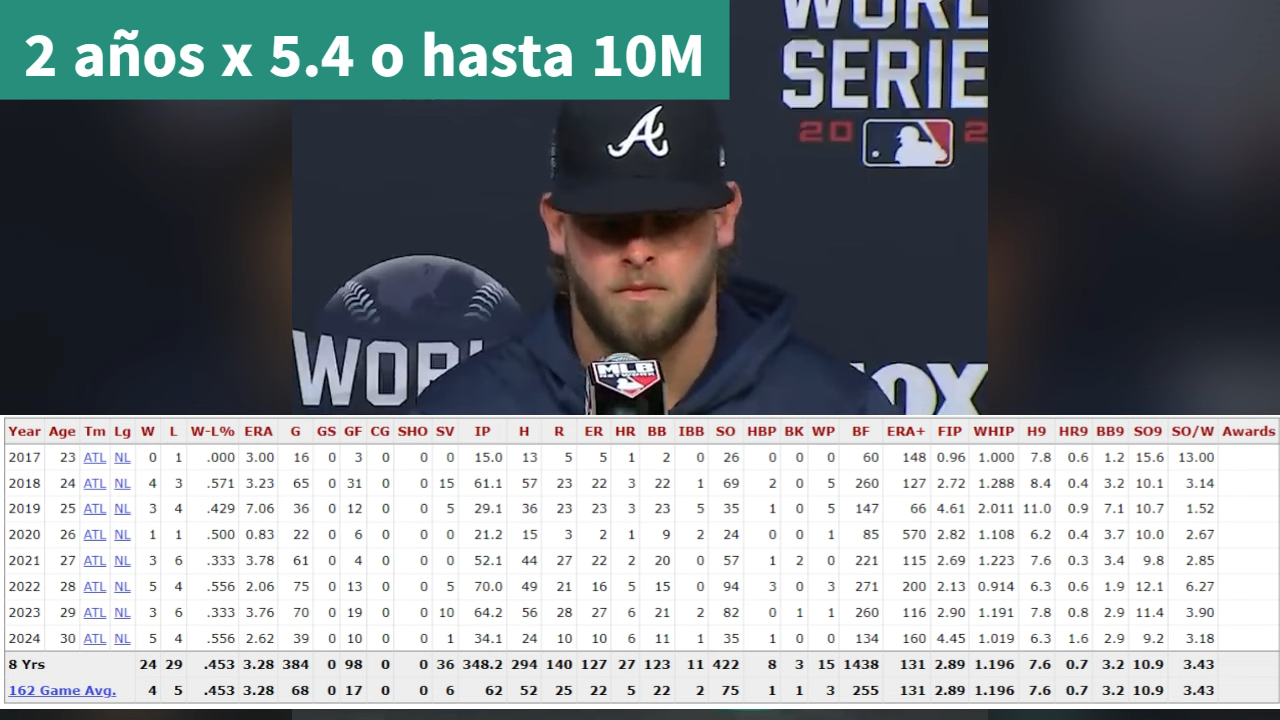 2 años x 5.4 o hasta 10M
WORL
SERIE
20 2
A
WORL
MLB
NETWORK
FOX
Year Age Tm Lg W L W-L% ERA G GS GF CG SHO SV IP H R ER HR BB IBB SO HBP BK WP BF ERA+ FIP WHIP H9 HR9 BB9 SO9 SO/W Awards
2017 23 ATL NL 0 1 .000 3.00 16 0 3 0 0 0 15.0 13 5 5 1 2 0 26 0 0 0 60 148 0.96 1.000 7.8 0.6 1.2 15.6 13.00
2018 24 ATL NL 4 3 .571 3.23 65 0 31 0 0 15 61.1 57 23 22 3 22 1 69 2 0 5 260 127 2.72 1.288 8.4 0.4 3.2 10.1 3.14
2019 25 ATL NL 3 4 .429 7.06 36 0 12 0 0 5 29.1 36 23 23 3 23 5 35 1 0 5 147 66 4.61 2.011 11.0 0.9 7.1 10.7 1.52
2020 26 ATL NL 1 1 .500 0.83 22 0 6 0 0 0 21.2 15 3 2 1 9 2 24 0 0 1 85 570 2.82 1.108 6.2 0.4 3.7 10.0 2.67
2021 27 ATL NL 3 6 .333 3.78 61 0 4 0 0 0 52.1 44 27 22 2 20 0 57 1 2 0 221 115 2.69 1.223 7.6 0.3 3.4 9.8 2.85
2022 28 ATL NL 5 4 .556 2.06 75 0 13 0 0 5 70.0 49 21 16 5 15 0 94 3 0 3 271 200 2.13 0.914 6.3 0.6 1.9 12.1 6.27
2023 29 ATL NL 3 6 .333 3.76 70 0 19 0 0 10 64.2 56 28 27 6 21 2 82 0 1 1 260 116 2.90 1.191 7.8 0.8 2.9 11.4 3.90
2024 30 ATL NL 5 4 .556 2.62 39 0 10 0 0 1 34.1 24 10 10 6 11 1 35 1 0 0 134 160 4.45 1.019 6.3 1.6 2.9 9.2 3.18
8 Yrs 24 29 .453 3.28 384 0 98 0 0 36 348.2 294 140 127 27 123 11 422 8 3 15 1438 131 2.89 1.196 7.6 0.7 3.2 10.9 3.43
162 Game Avg. 4 5 .453 3.28 68 0 17 0 0 6 62 52 25 22 5 22 2 75 1 1 3 255 131 2.89 1.196 7.6 0.7 3.2 10.9 3.43